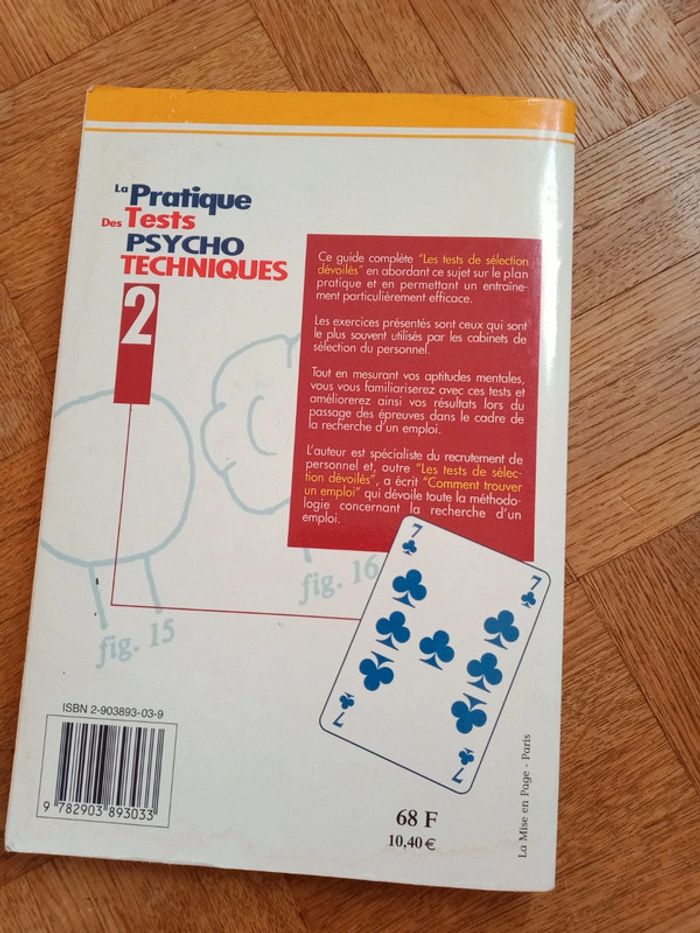 La Pratique
Des Tests
PSYCHO
TECHNIQUES
2
Ce guide complète "Les tests de sélection
dévoilés" en abordant ce sujet sur le plan
pratique et en permettant un entraîne-
ment particulièrement efficace.
Les exercices présentés sont ceux qui sont
le plus souvent utilisés par les cabinets de
sélection du personnel.
Tout en mesurant vos aptitudes mentales,
vous vous familiariserez avec ces tests et
améliorerez ainsi vos résultats lors du
passage des épreuves dans le cadre de
la recherche d'un emploi.
L'auteur est spécialiste du recrutement de
personnel et, outre "Les tests de sélec-
tion dévoilés", a écrit "Comment trouver
un emploi" qui dévoile toute la méthodo-
logie concernant la recherche d'un
emploi.
fig. 16
fig. 15
7
7
7
7
ISBN 2-903893-03-9
9 782903 893033
68 F
10,40 €
La Mise en Page - Paris